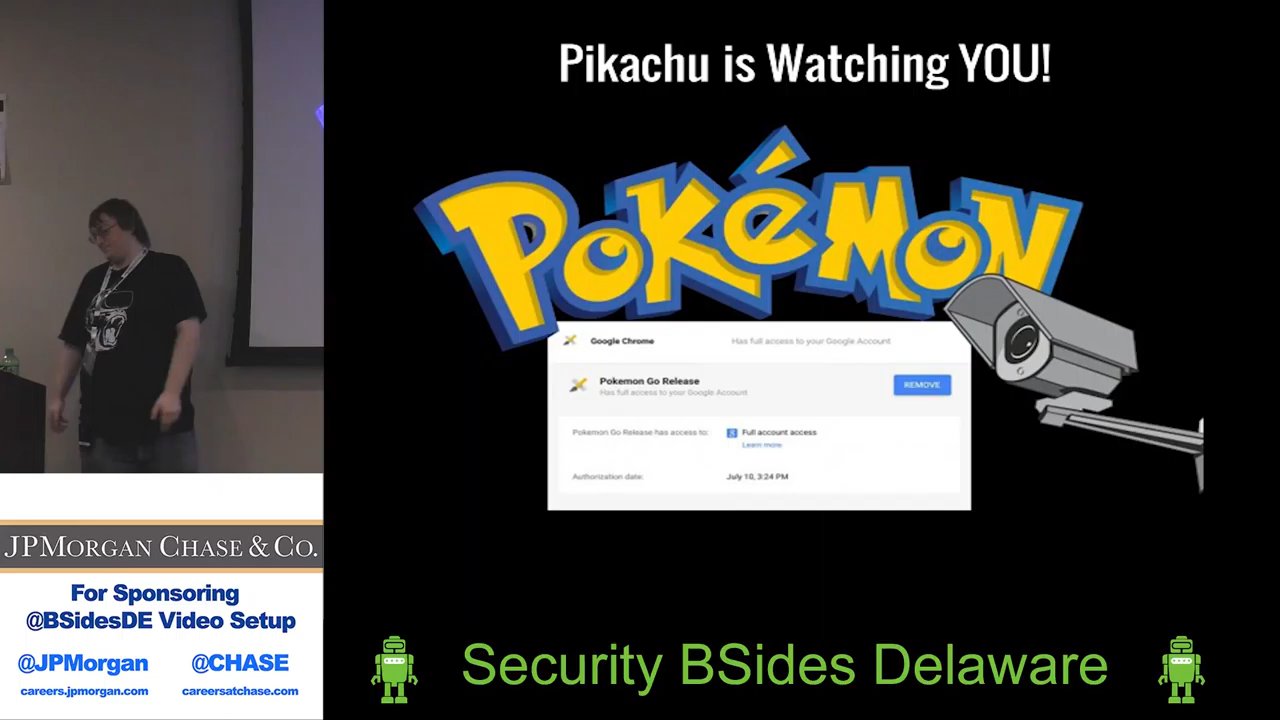 Pikachu is Watching YOU!
POKéMON
Google Chrome
Has full access to your Google Account
Pokemon Go Release
Has full access to your Google Account
REMOVE
Pokemon Go Release has access to:
Full account access
Learn more
Authorization date:
July 10, 3:24 PM
JPMORGAN CHASE & CO.
For Sponsoring
@BSidesDE Video Setup
@JPMorgan
@CHASE
careers.jpmorgan.com
careersatchase.com
Security BSides Delaware